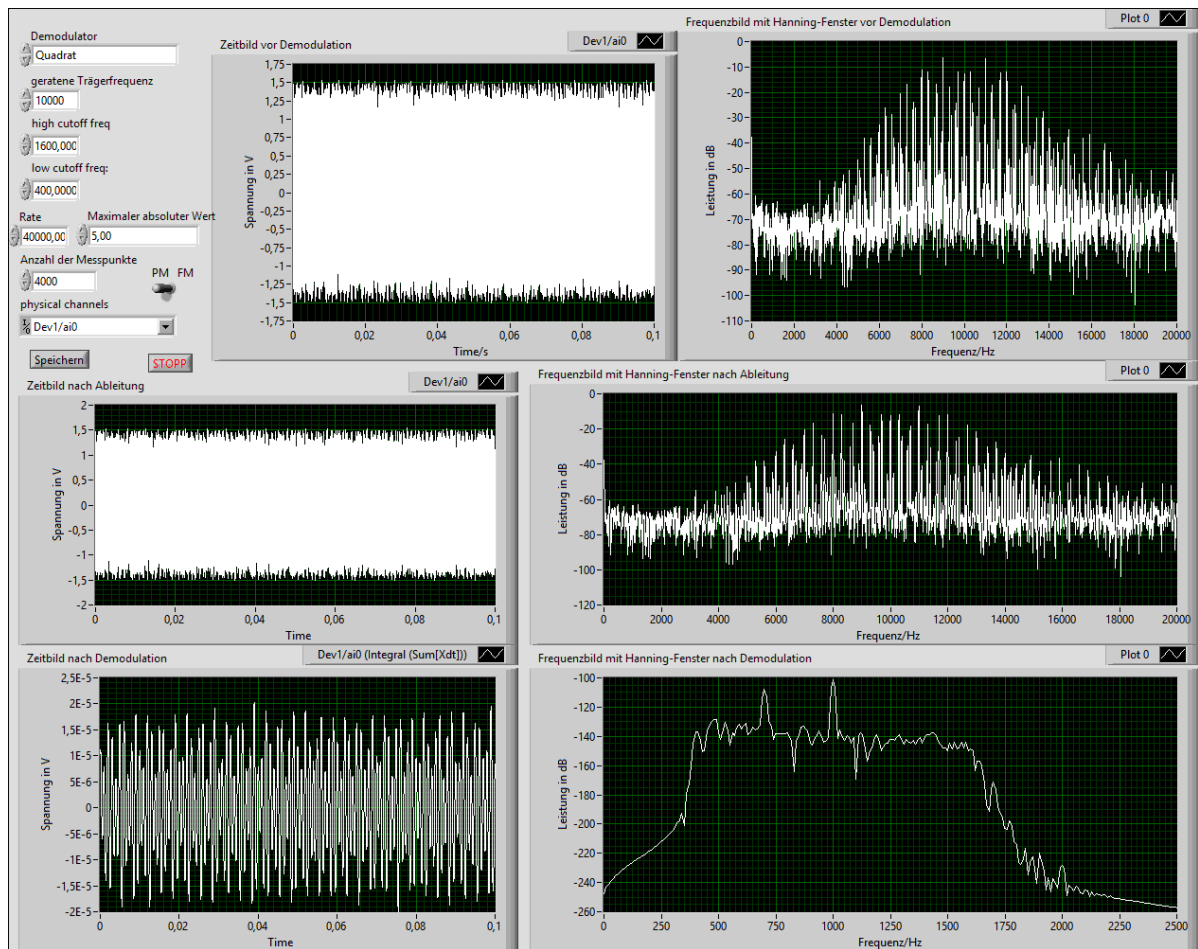 Demodulator
Quadrat
geratene Trägerfrequenz
10000
high cutoff freq
1600,000
low cutoff freq:
400,0000
Rate
Maximaler absoluter Wert
40000,00
5,00
Anzahl der Messpunkte
4000
PM FM
physical channels
Dev1/ai0
Speichern
STOPP
Zeitbild vor Demodulation
Dev1/ai0
Spannung in V
1,75
1,5
1,25
1
0,75
0,5
0,25
0
-0,25
-0,5
-0,75
-1
-1,25
-1,5
-1,75
0 0,02 0,04 0,06 0,08 0,1
Time/s
Frequenzbild mit Hanning-Fenster vor Demodulation
Plot 0
Leistung in dB
0
-10
-20
-30
-40
-50
-60
-70
-80
-90
-100
-110
0 2000 4000 6000 8000 10000 12000 14000 16000 18000 20000
Frequenz/Hz
Zeitbild nach Ableitung
Dev1/ai0
Spannung in V
2
1,5
1
0,5
0
-0,5
-1
-1,5
-2
0 0,02 0,04 0,06 0,08 0,1
Time
Frequenzbild mit Hanning-Fenster nach Ableitung
Plot 0
Leistung in dB
0
-20
-40
-60
-80
-100
-120
0 2000 4000 6000 8000 10000 12000 14000 16000 18000 20000
Frequenz/Hz
Zeitbild nach Demodulation
Dev1/ai0 (Integral (Sum[Xdt]))
Spannung in V
2,5E-5
2E-5
1,5E-5
1E-5
5E-6
0
-5E-6
-1E-5
-1,5E-5
-2E-5
0 0,02 0,04 0,06 0,08 0,1
Time
Frequenzbild mit Hanning-Fenster nach Demodulation
Plot 0
Leistung in dB
-100
-120
-140
-160
-180
-200
-220
-240
-260
0 250 500 750 1000 1250 1500 1750 2000 2250 2500
Frequenz/Hz